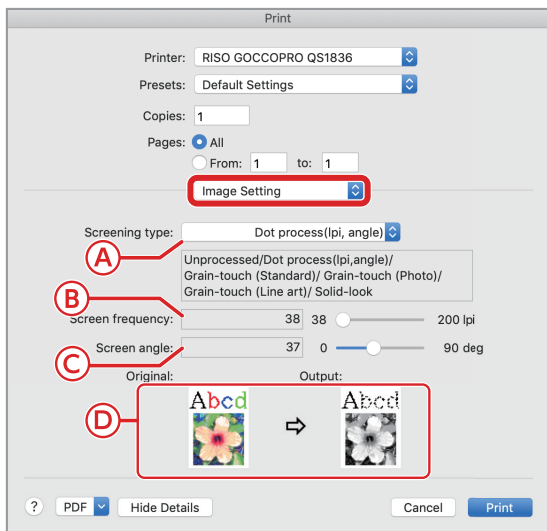 Print
Printer: RISO GOCCOPRO QS1836
Presets: Default Settings
Copies: 1
Pages: All
From: 1 to: 1
Image Setting
Screening type: Dot process(lpi, angle)
A
Unprocessed/Dot process(lpi,angle)/
Grain-touch (Standard)/ Grain-touch (Photo)/
Grain-touch (Line art)/ Solid-look
B
Screen frequency: 38 38 200 lpi
Screen angle: 37 0 90 deg
C
Original: Output:
Abcd Abcd
D
? PDF Hide Details Cancel Print